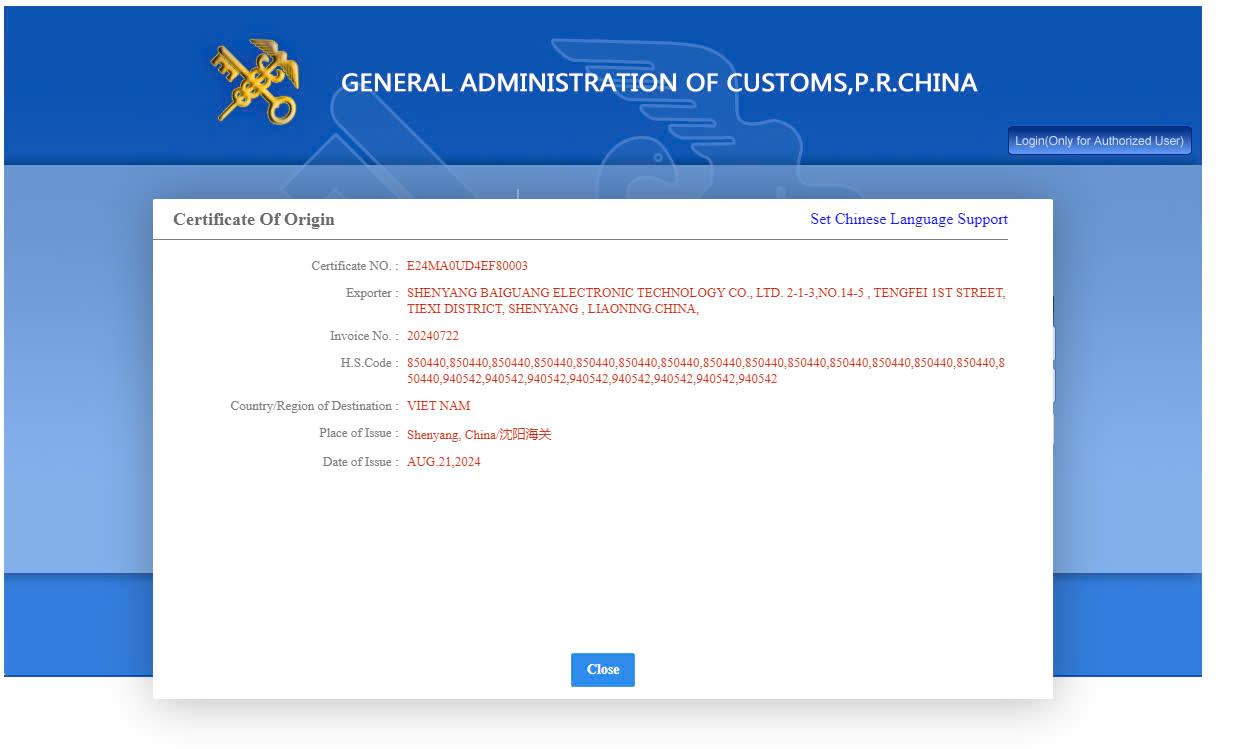 GENERAL ADMINISTRATION OF CUSTOMS,P.R.CHINA
Login(Only for Authorized User)
Certificate Of Origin
Set Chinese Language Support
Certificate NO. : E24MA0UD4EF80003
Exporter : SHENYANG BAIGUANG ELECTRONIC TECHNOLOGY CO., LTD. 2-1-3,NO.14-5 , TENGFEI 1ST STREET,
TIEXI DISTRICT, SHENYANG , LIAONING.CHINA,
Invoice No. : 20240722
H.S.Code : 850440,850440,850440,850440,850440,850440,850440,850440,850440,850440,850440,850440,850440,850440,8
50440,940542,940542,940542,940542,940542,940542,940542,940542
Country/Region of Destination : VIET NAM
Place of Issue : Shenyang, China/沈阳海关
Date of Issue : AUG.21,2024
Close